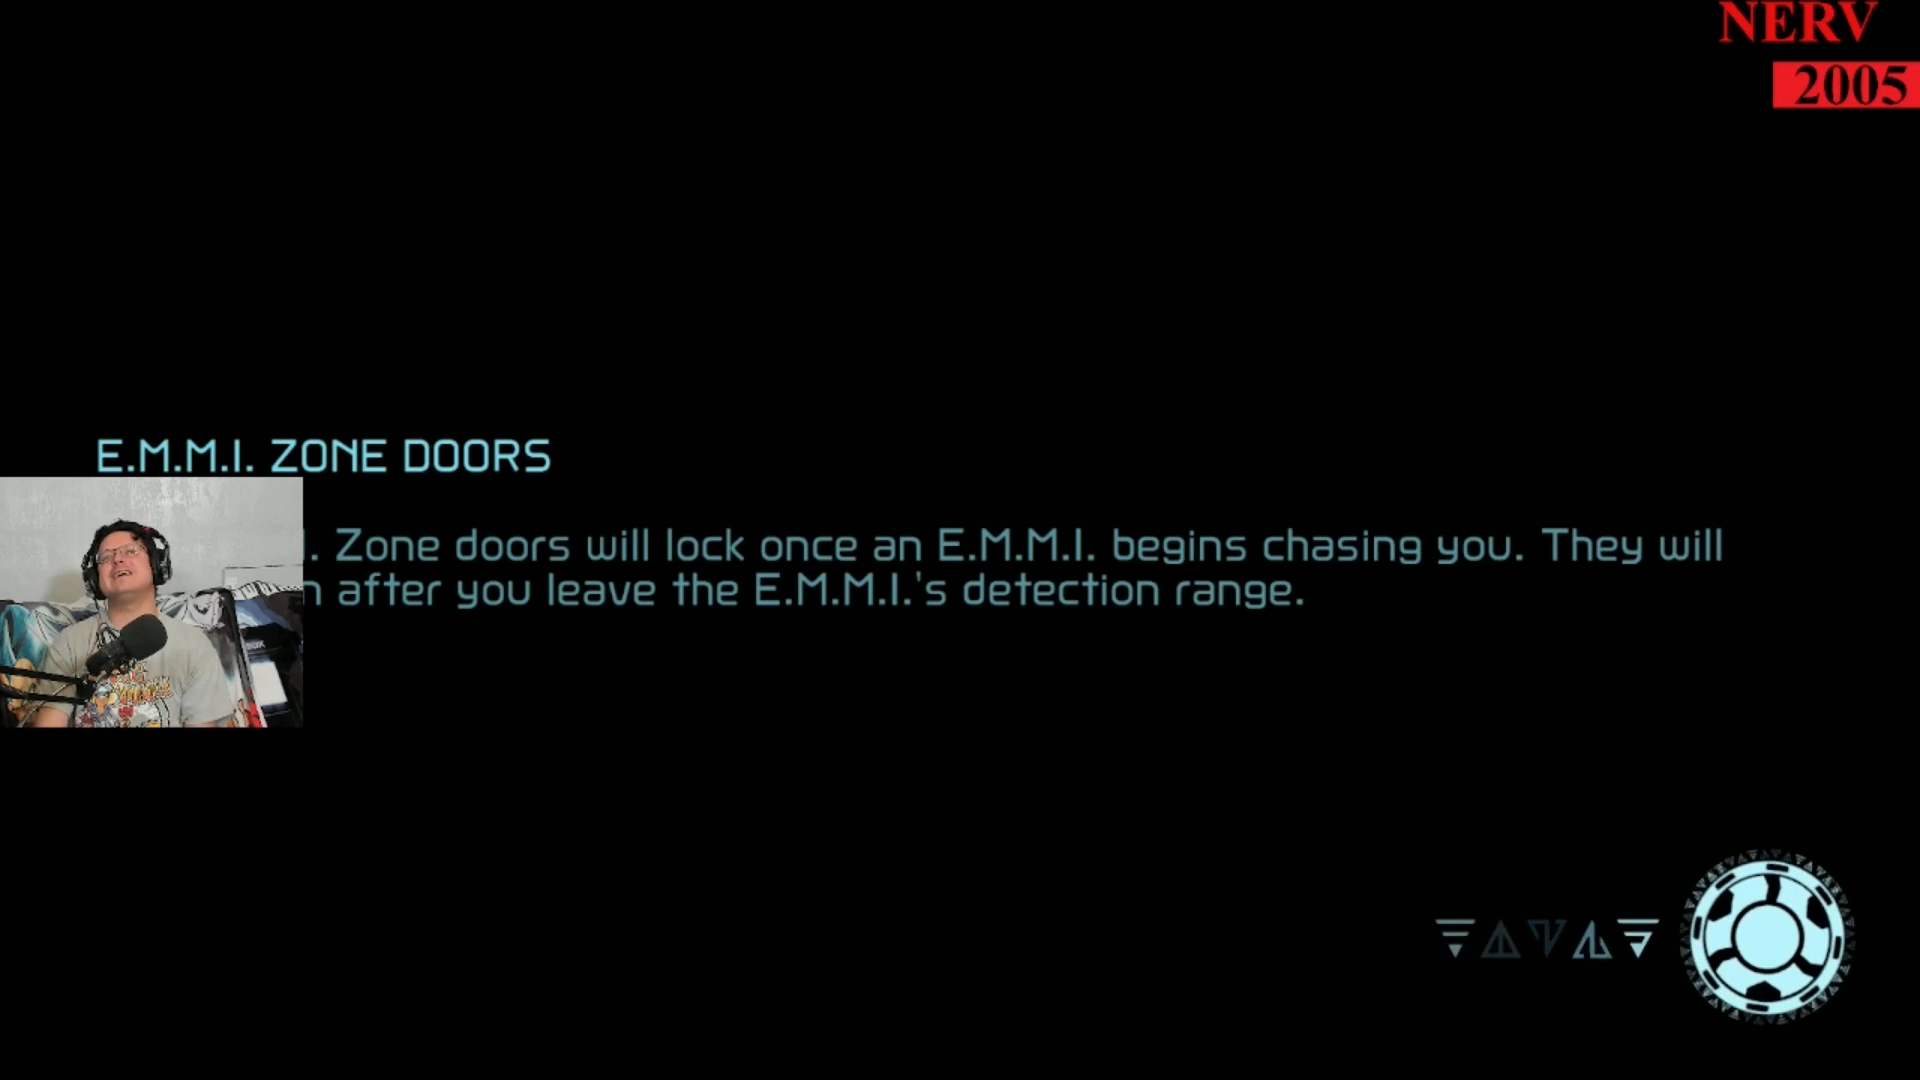 NERV
2005
E.M.M.I. ZONE DOORS
I. Zone doors will lock once an E.M.M.I. begins chasing you. They will
n after you leave the E.M.M.I.'s detection range.